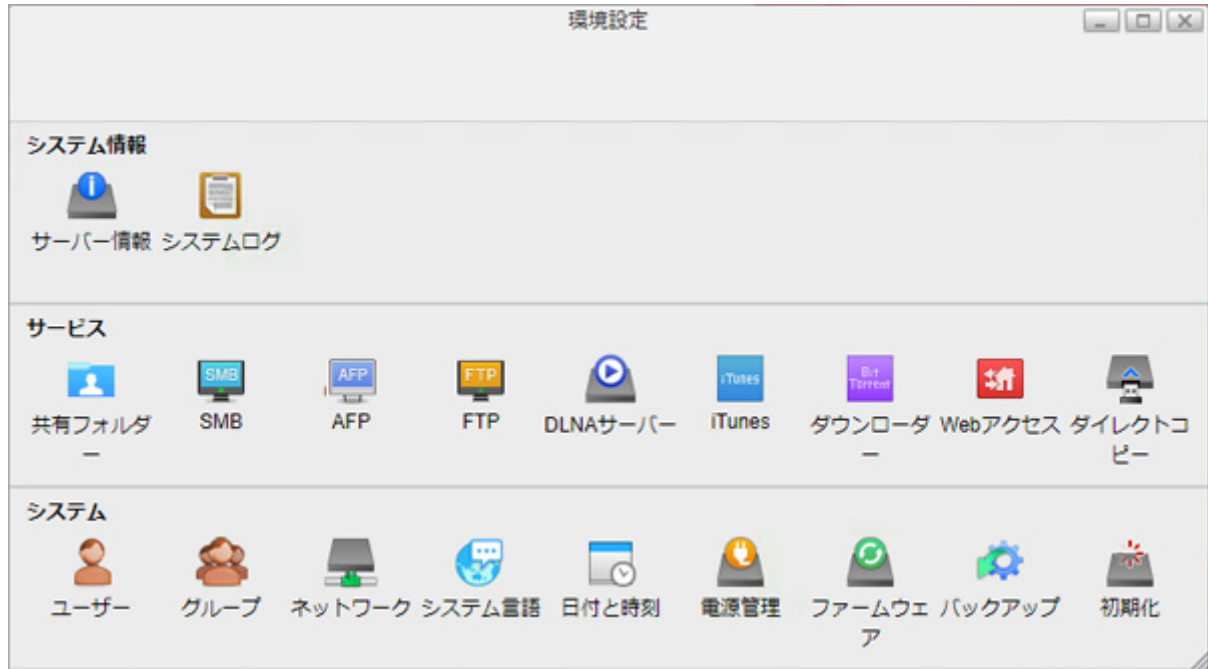 環境設定
システム情報
サーバー情報 システムログ
サービス
SMB AFP FTP iTunes Bit
Torrent
共有フォルダ SMB AFP FTP DLNAサーバー iTunes ダウンローダ Webアクセス ダイレクトコ
ー ー ピー
システム
ユーザー グループ ネットワーク システム言語 日付と時刻 電源管理 ファームウェ バックアップ 初期化
ア